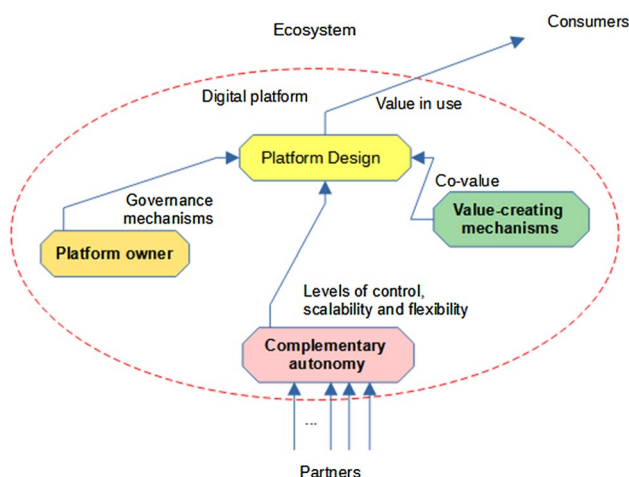 Ecosystem
Consumers
Digital platform
Value in use
Platform Design
Governance
mechanisms
Co-value
Platform owner
Value-creating
mechanisms
Levels of control,
scalability and flexibility
Complementary
autonomy
...
Partners